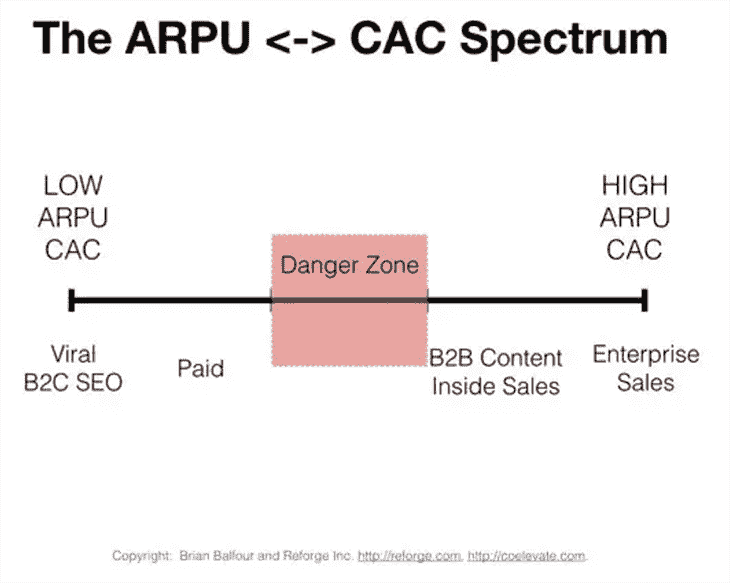 The ARPU <-> CAC Spectrum
LOW
ARPU
CAC
HIGH
ARPU
CAC
Danger Zone
Viral
B2C SEO
Paid
B2B Content
Inside Sales
Enterprise
Sales
Copyright: Brian Balfour and Reforge Inc. http://reforge.com, http://coelevate.com.